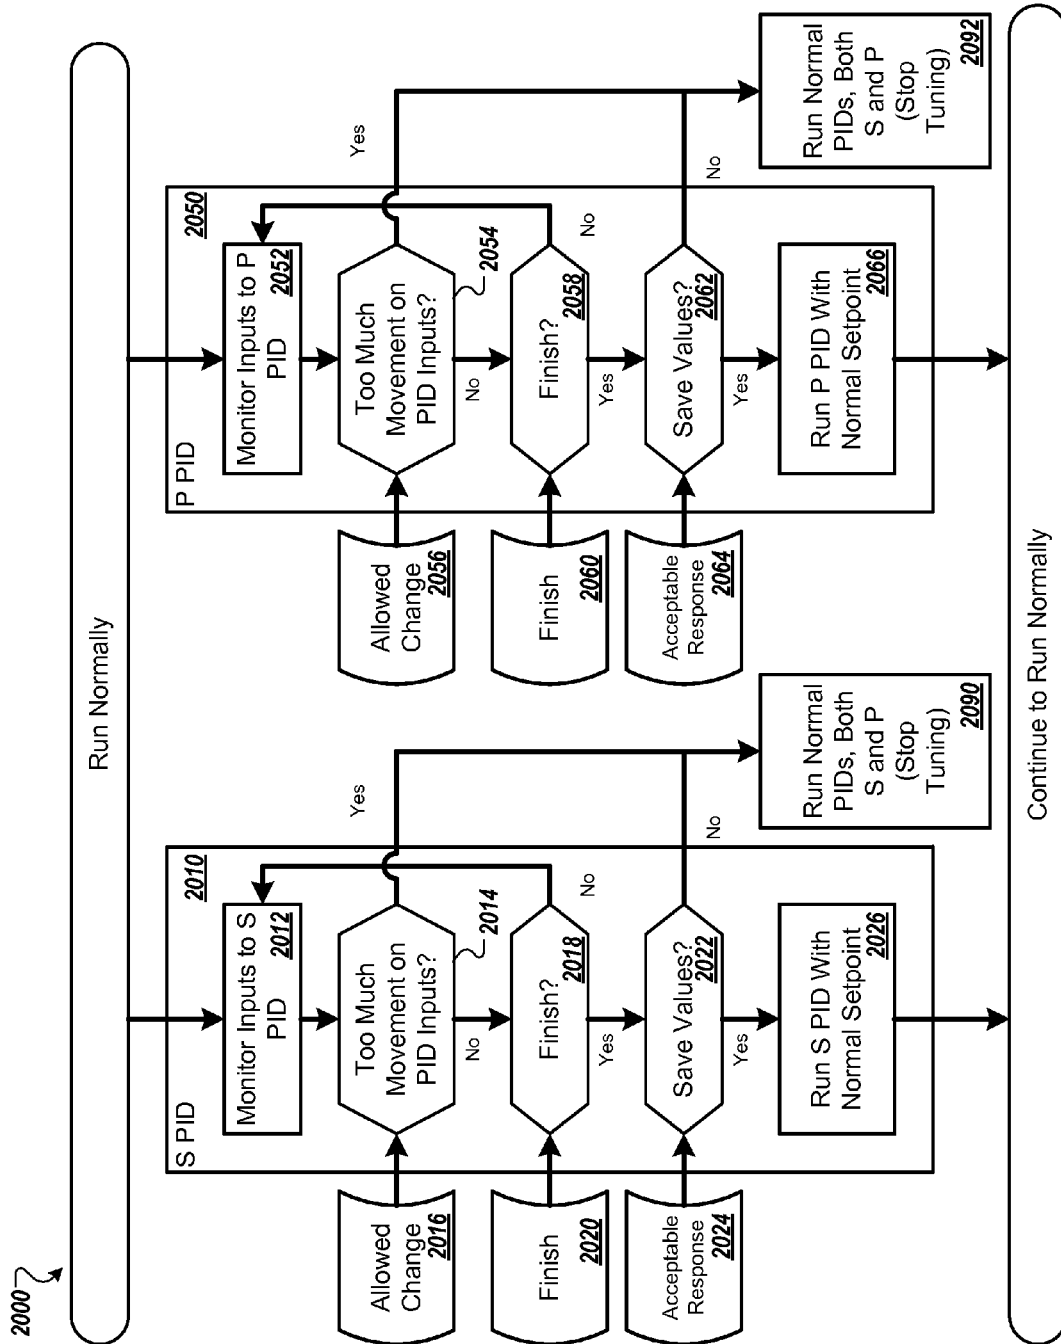 2000
Run Normally
S PID
2010
Monitor Inputs to S
PID
2012
Allowed
Change
2016
Too Much
Movement on
PID Inputs?
2014
Yes
No
Finish
2020
Finish?
2018
No
Yes
Acceptable
Response
2024
Save Values?
2022
No
Yes
Run S PID With
Normal Setpoint
2026
Run Normal
PIDs, Both
S and P
(Stop
Tuning)
2090
P PID
2050
Monitor Inputs to P
PID
2052
Allowed
Change
2056
Too Much
Movement on
PID Inputs?
2054
Yes
No
Finish
2060
Finish?
2058
No
Yes
Acceptable
Response
2064
Save Values?
2062
No
Yes
Run P PID With
Normal Setpoint
2066
Run Normal
PIDs, Both
S and P
(Stop
Tuning)
2092
Continue to Run Normally